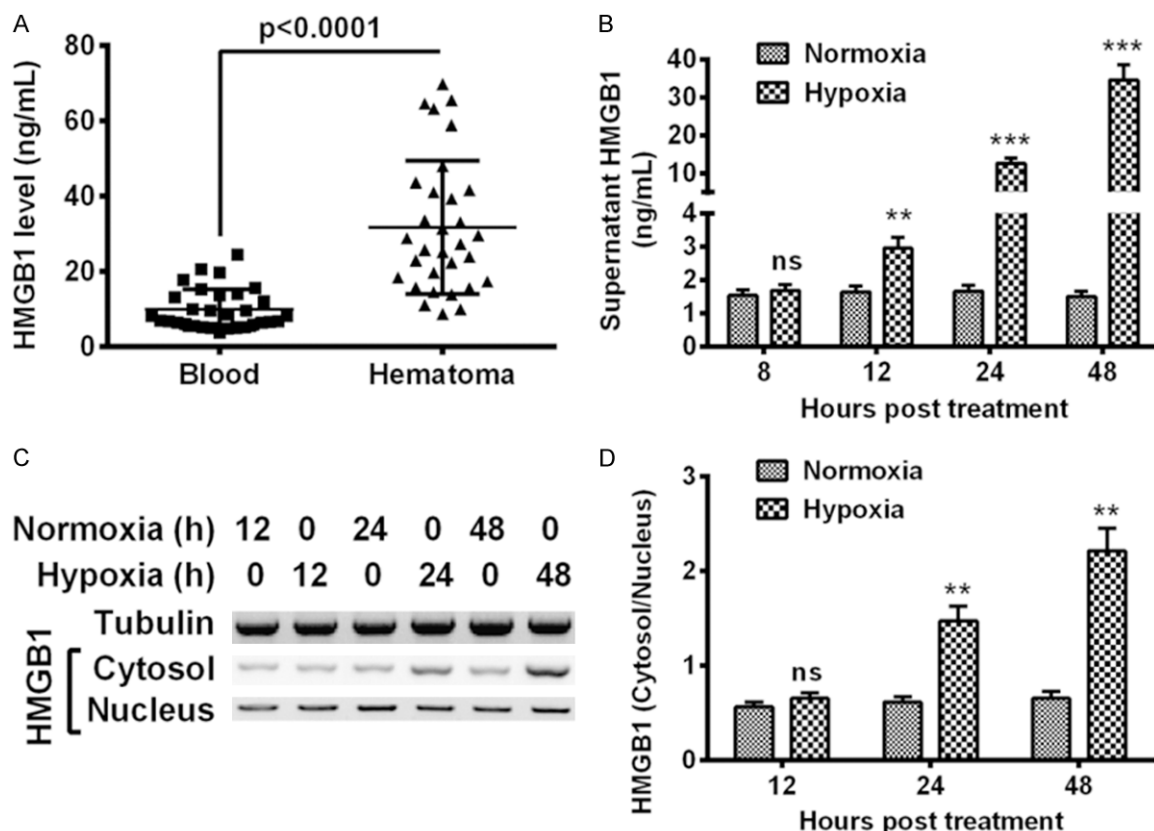 A
p<0.0001
HMGB1 level (ng/mL)
80
60
40
20
0
Blood Hematoma
B
Normoxia
Hypoxia
Supernatant HMGB1
(ng/mL)
40
30
20
10
4
3
2
1
0
ns ** *** ***
8 12 24 48
Hours post treatment
C
Normoxia (h) 12 0 24 0 48 0
Hypoxia (h) 0 12 0 24 0 48
Tubulin
HMGB1
Cytosol
Nucleus
D
Normoxia
Hypoxia
HMGB1 (Cytosol/Nucleus)
3
2
1
0
ns ** **
12 24 48
Hours post treatment